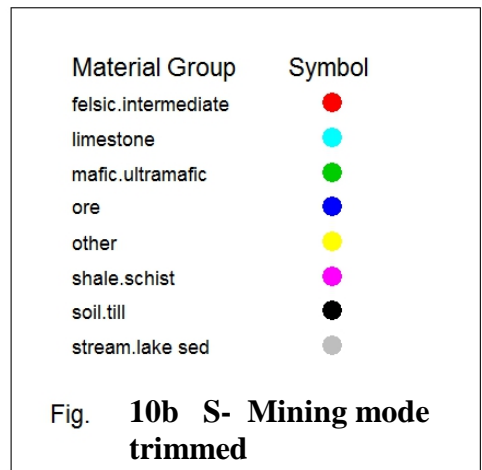 Material Group Symbol
felsic.intermediate
limestone
mafic.ultramafic
ore
other
shale.schist
soil.till
stream.lake sed
Fig. 10b S- Mining mode
trimmed